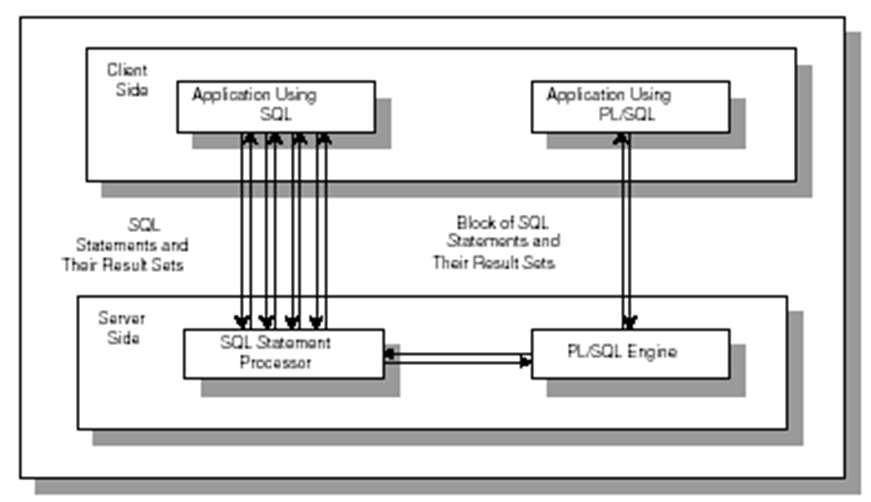 Client
Side
Application Using
SQL
Application Using
PL/SQL
SQL
Statements and
Their Result Sets
Block of SQL
Statements and
Their Result Sets
Server
Side
SQL Statement
Processor
PL/SQL Engine